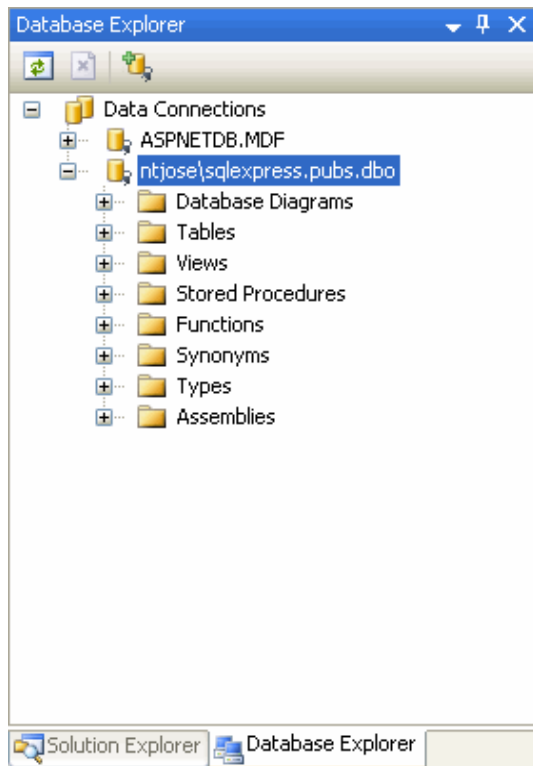 Database Explorer
Data Connections
ASPNETDB.MDF
ntjose\sqlexpress.pubs.dbo
Database Diagrams
Tables
Views
Stored Procedures
Functions
Synonyms
Types
Assemblies
Solution Explorer Database Explorer